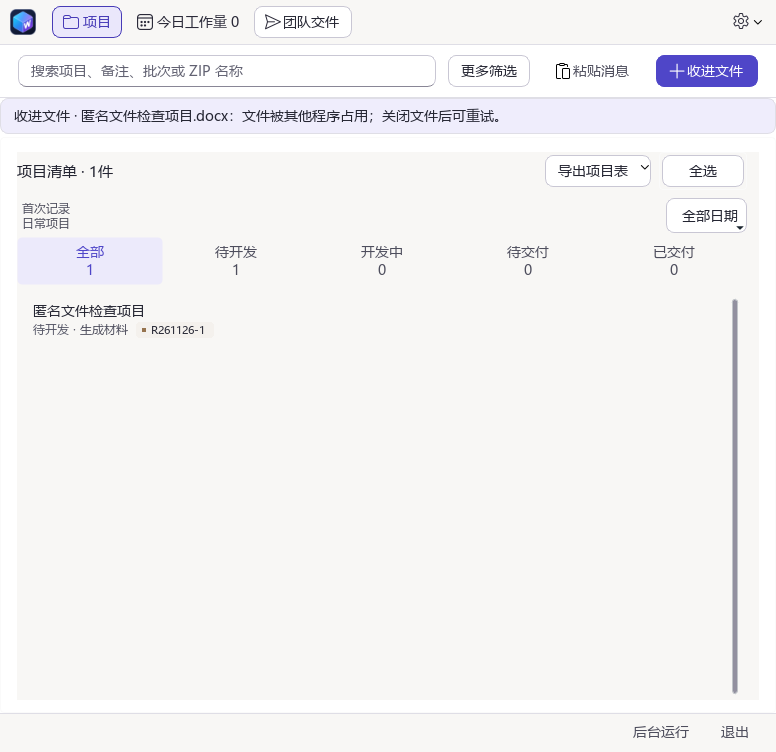 项目
今日工作量 0
团队交件
搜索项目、备注、批次或 ZIP 名称
更多筛选
粘贴消息
收进文件
收进文件 · 匿名文件检查项目.docx：文件被其他程序占用；关闭文件后可重试。
项目清单 · 1件
导出项目表
全选
首次记录
日常项目
全部日期
全部
1
待开发
1
开发中
0
待交付
0
已交付
0
匿名文件检查项目
待开发 · 生成材料
R261126-1
后台运行
退出